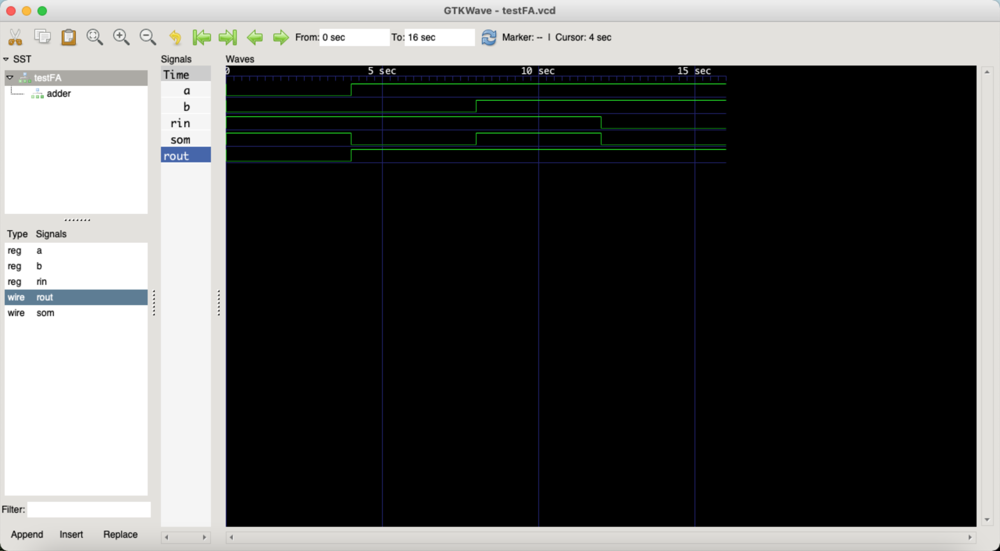 GTKWave - testFA.vcd
From: 0 sec To: 16 sec Marker: -- | Cursor: 4 sec
SST
testFA
adder
Type Signals
reg a
reg b
reg rin
wire rout
wire som
Filter:
Append Insert Replace
Signals
Time
a
b
rin
som
rout
Waves
0 5 sec 10 sec 15 sec